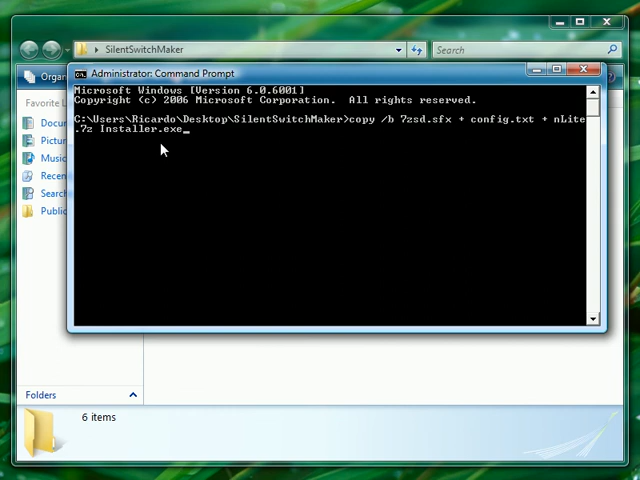 SilentSwitchMaker
Search
Organi
Administrator: Command Prompt
Microsoft Windows [Version 6.0.6001]
Copyright (c) 2006 Microsoft Corporation.  All rights reserved.
C:\Users\Ricardo\Desktop\SilentSwitchMaker>copy /b 7zsd.sfx + config.txt + nLite
.7z Installer.exe
Favorite L
Docum
Pictur
Music
Recen
Search
Public
Folders
6 items